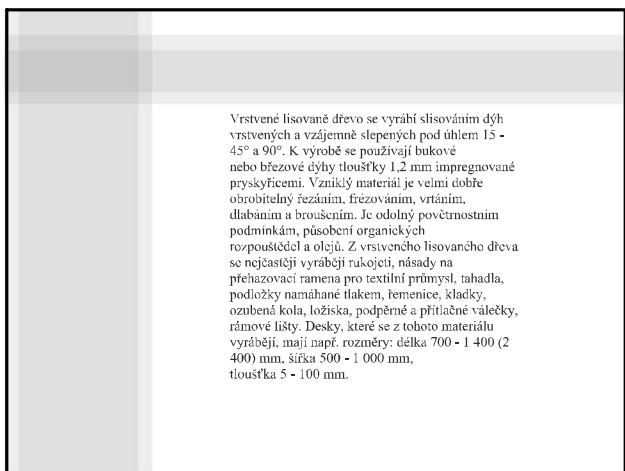 Vrstvené lisované dřevo se vyrábí slisováním dýh
vrstvených a vzájemně slepených pod úhlem 15 -
45° a 90°. K výrobě se používají bukové
nebo březové dýhy tloušťky 1,2 mm impregnované
pryskyřicemi. Vzniklý materiál je velmi dobře
obrobitelný řezáním, frézováním, vrtáním,
dlabáním a broušením. Je odolný povětrnostním
podmínkám, působení organických
rozpouštědel a olejů. Z vrstveného lisovaného dřeva
se nejčastěji vyrábějí rukojeti, násady na
přehazovací ramena pro textilní průmysl, tahadla,
podložky namáhané tlakem, řemenice, kladky,
ozubená kola, ložiska, podpěrné a přítlačné válečky,
rámové lišty. Desky, které se z tohoto materiálu
vyrábějí, mají např. rozměry: délka 700 - 1 400 (2
400) mm, šířka 500 - 1 000 mm,
tloušťka 5 - 100 mm.